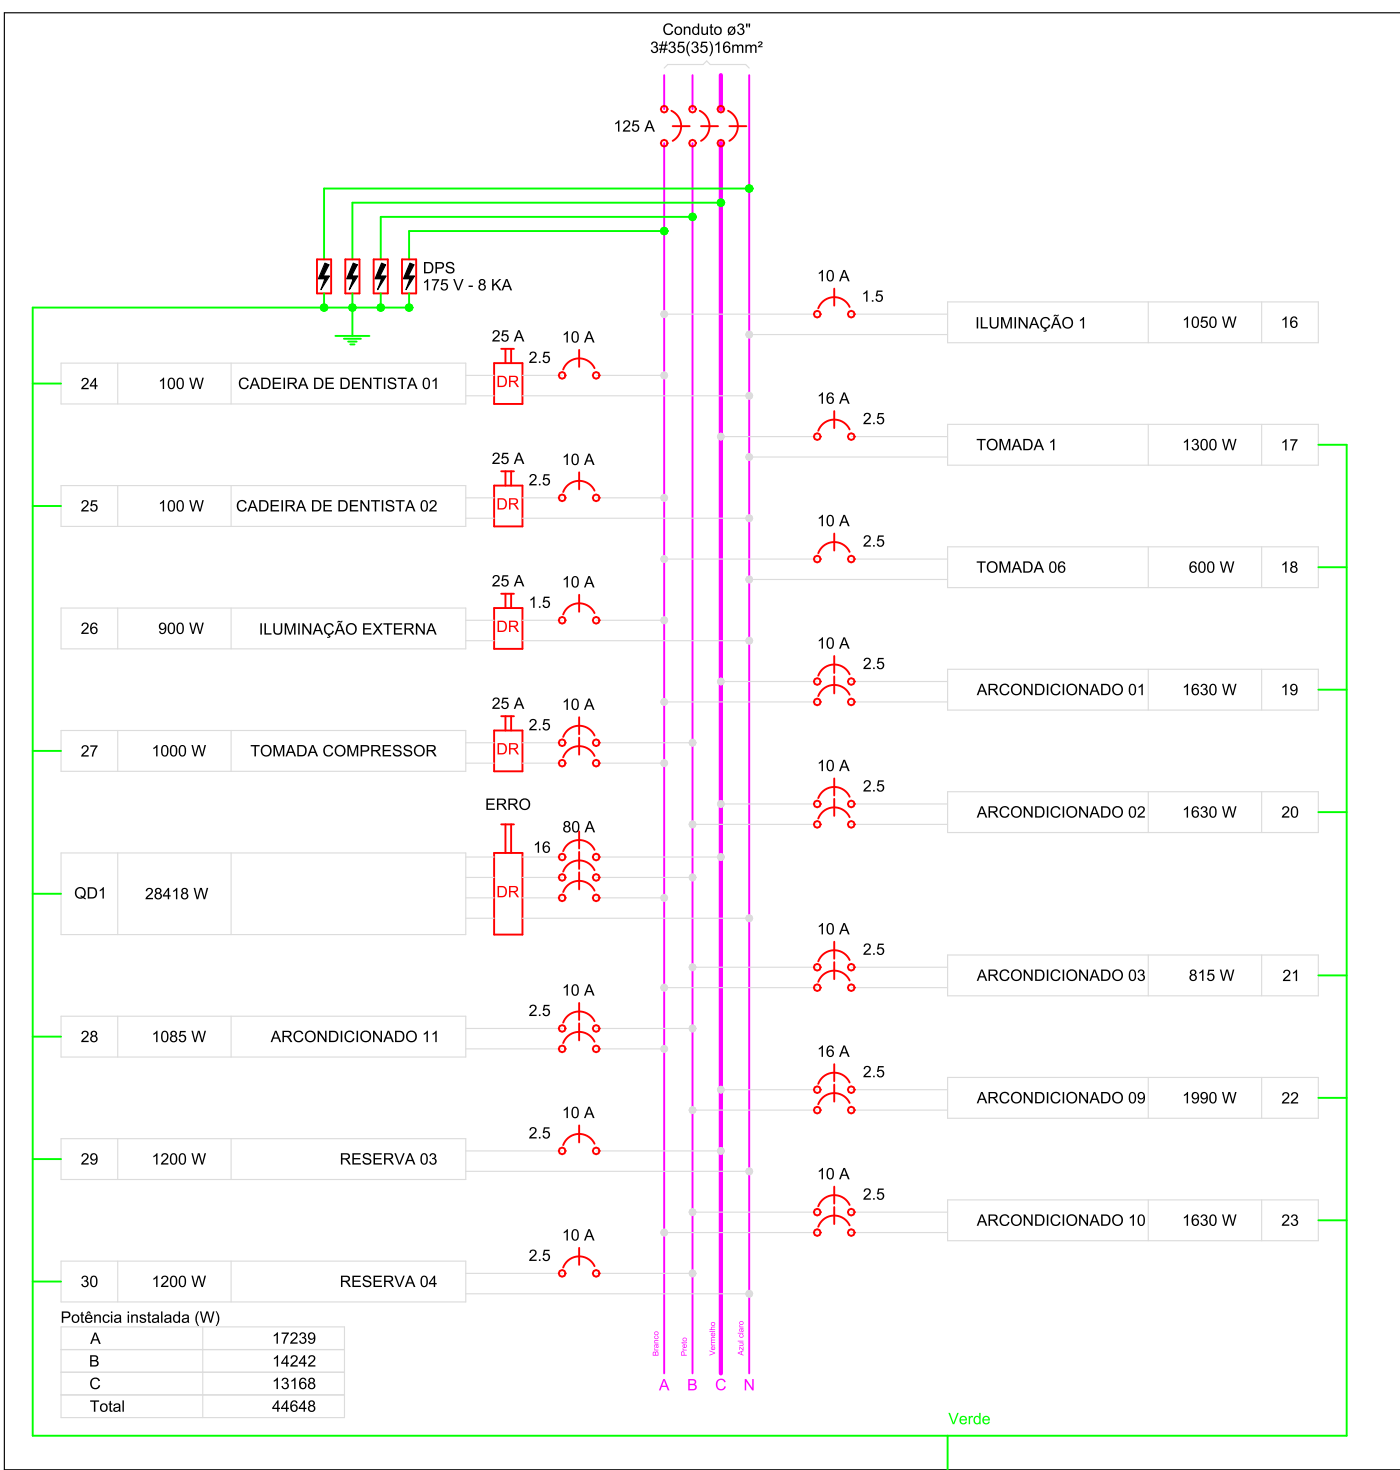 Conduto ø3"
3#35(35)16mm²
125 A
DPS
175 V - 8 KA
10 A
1.5
ILUMINAÇÃO 1 1050 W 16
25 A 10 A
2.5
24 100 W CADEIRA DE DENTISTA 01 DR
16 A
2.5
TOMADA 1 1300 W 17
25 A 10 A
2.5
25 100 W CADEIRA DE DENTISTA 02 DR
10 A
2.5
TOMADA 06 600 W 18
25 A 10 A
1.5
26 900 W ILUMINAÇÃO EXTERNA DR
10 A
2.5
ARCONDICIONADO 01 1630 W 19
25 A 10 A
2.5
27 1000 W TOMADA COMPRESSOR DR
10 A
2.5
ARCONDICIONADO 02 1630 W 20
ERRO
80 A
16
QD1 28418 W DR
10 A
2.5
ARCONDICIONADO 03 815 W 21
10 A
2.5
28 1085 W ARCONDICIONADO 11
16 A
2.5
ARCONDICIONADO 09 1990 W 22
10 A
2.5
29 1200 W RESERVA 03
10 A
2.5
ARCONDICIONADO 10 1630 W 23
10 A
2.5
30 1200 W RESERVA 04
Potência instalada (W)
A 17239
B 14242
C 13168
Total 44648
Branco
Preto
Vermelho
Azul claro
A B C N
Verde